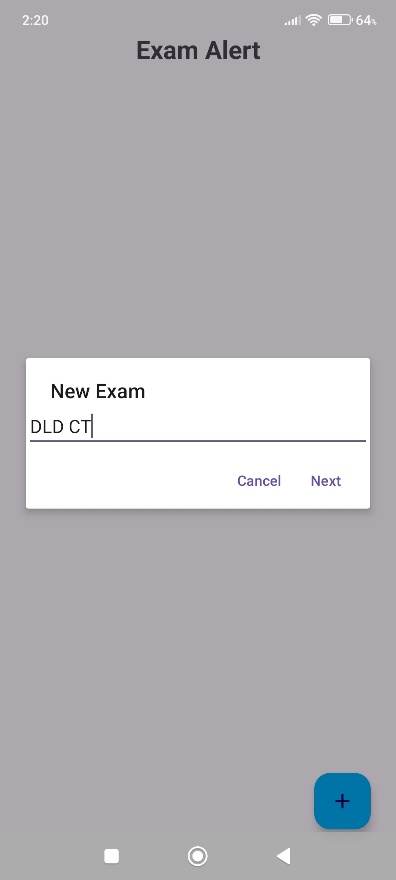 2:20 64%
Exam Alert
New Exam
DLD CT
Cancel Next
+